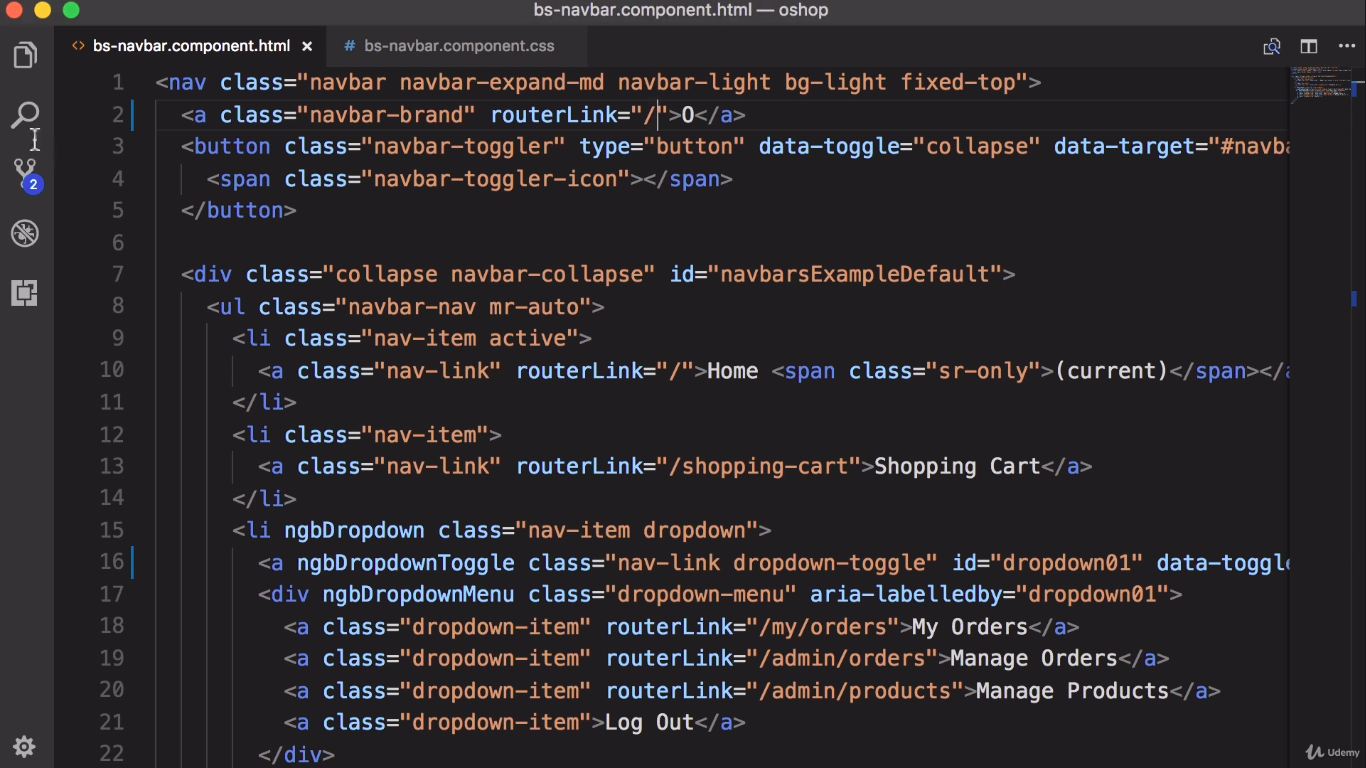 bs-navbar.component.html — oshop
<> bs-navbar.component.html × # bs-navbar.component.css
1 <nav class="navbar navbar-expand-md navbar-light bg-light fixed-top">
2 <a class="navbar-brand" routerLink="/">O</a>
3 <button class="navbar-toggler" type="button" data-toggle="collapse" data-target="#navba
4 <span class="navbar-toggler-icon"></span>
5 </button>
6
7 <div class="collapse navbar-collapse" id="navbarsExampleDefault">
8 <ul class="navbar-nav mr-auto">
9 <li class="nav-item active">
10 <a class="nav-link" routerLink="/">Home <span class="sr-only">(current)</span></a
11 </li>
12 <li class="nav-item">
13 <a class="nav-link" routerLink="/shopping-cart">Shopping Cart</a>
14 </li>
15 <li ngbDropdown class="nav-item dropdown">
16 <a ngbDropdownToggle class="nav-link dropdown-toggle" id="dropdown01" data-toggle
17 <div ngbDropdownMenu class="dropdown-menu" aria-labelledby="dropdown01">
18 <a class="dropdown-item" routerLink="/my/orders">My Orders</a>
19 <a class="dropdown-item" routerLink="/admin/orders">Manage Orders</a>
20 <a class="dropdown-item" routerLink="/admin/products">Manage Products</a>
21 <a class="dropdown-item">Log Out</a>
22 </div>
2
Udemy